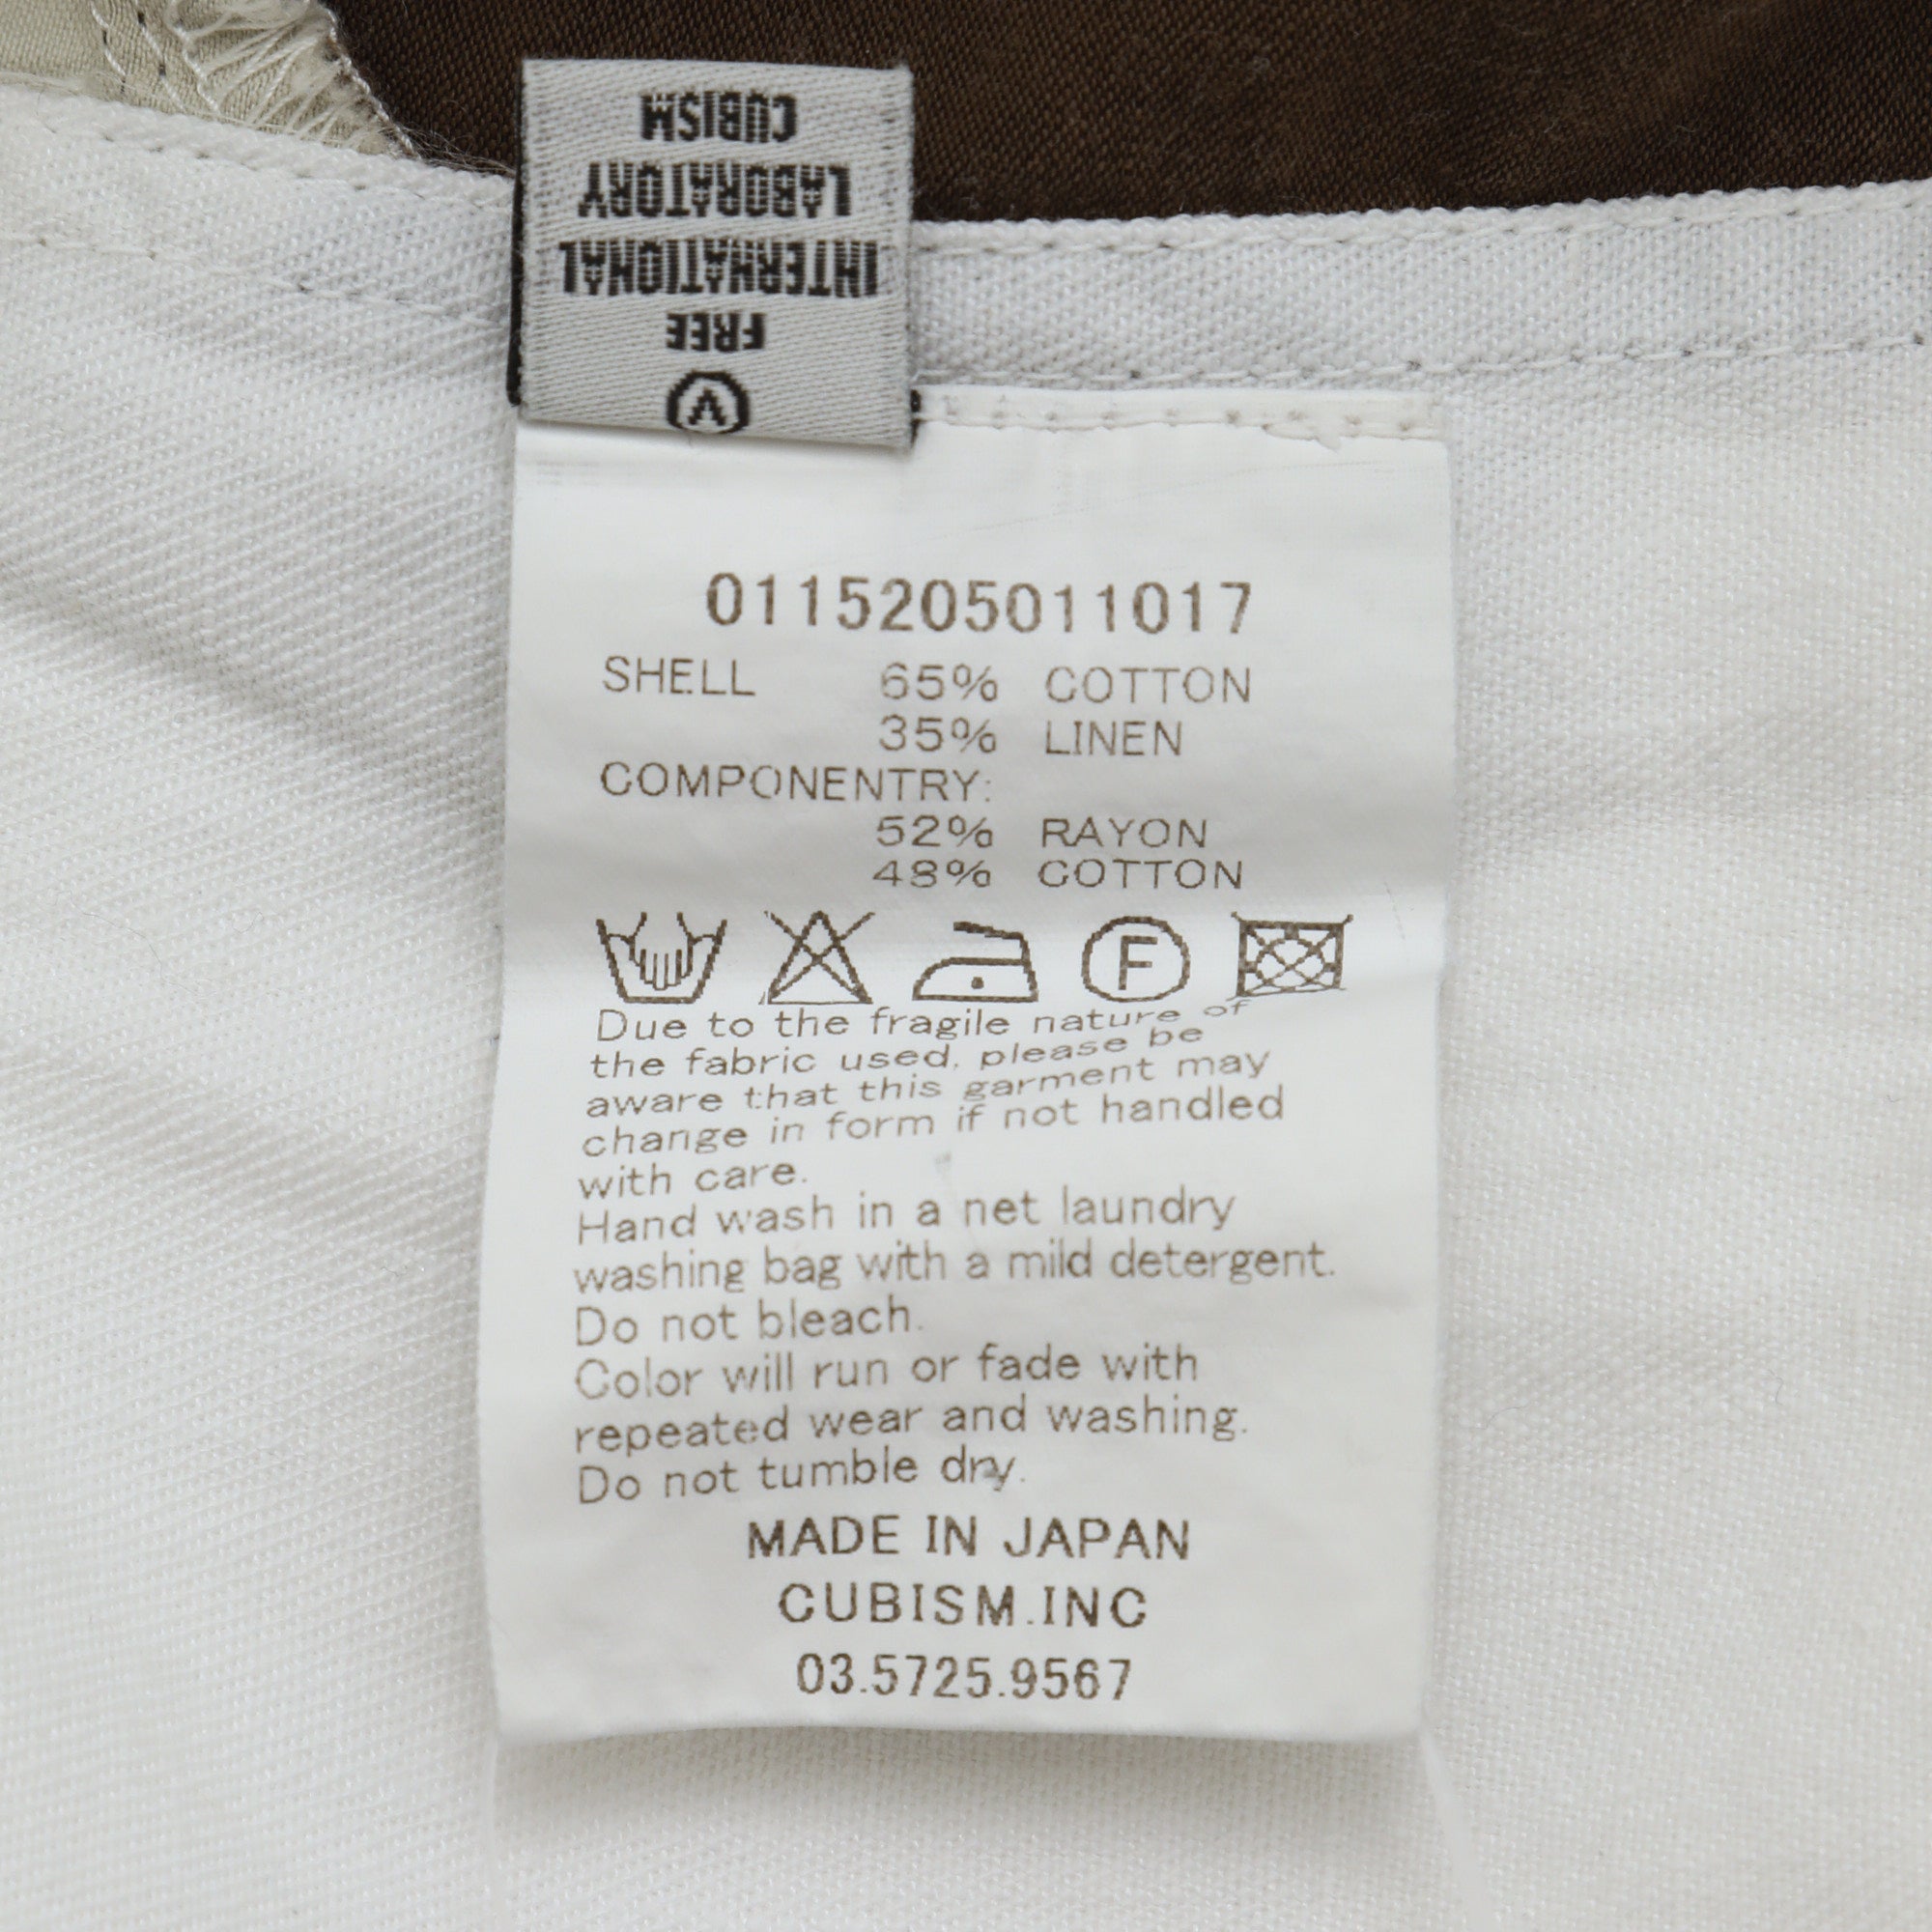 CUBISM
LABORATORY
INTERNATIONAL
FREE
V
0115205011017
SHELL 65% COTTON
35% LINEN
COMPONENTRY:
52% RAYON
48% COTTON
F
Due to the fragile nature of
the fabric used, please be
aware that this garment may
change in form if not handled
with care.
Hand wash in a net laundry
washing bag with a mild detergent.
Do not bleach.
Color will run or fade with
repeated wear and washing.
Do not tumble dry.
MADE IN JAPAN
CUBISM.INC
03.5725.9567